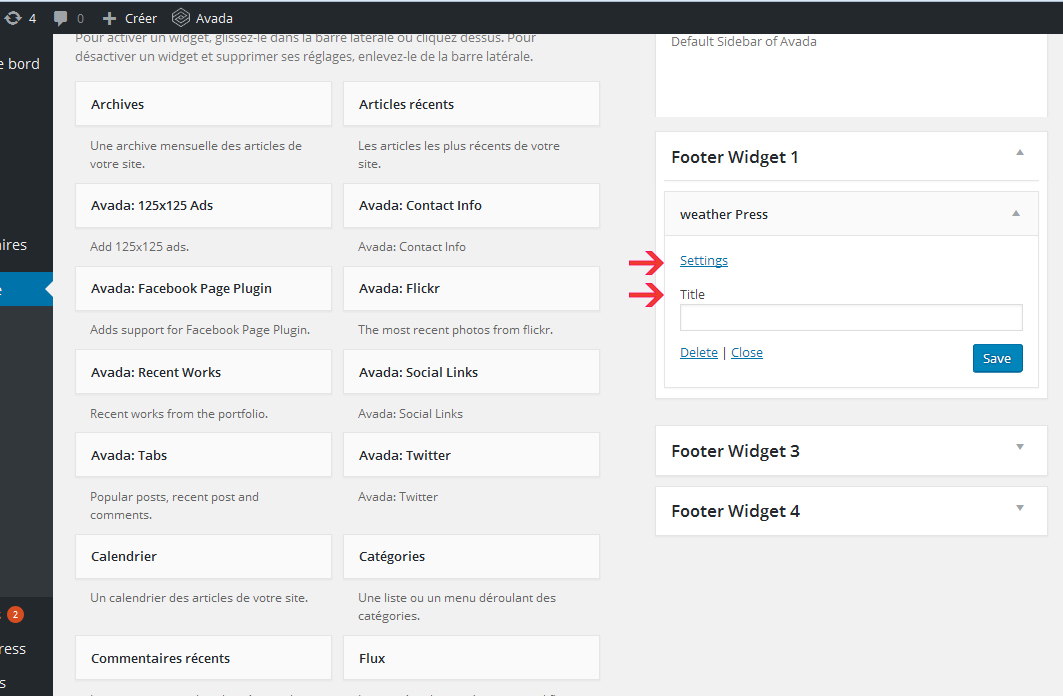 4 0 Créer Avada
Pour activer un widget, glissez-le dans la barre latérale ou cliquez dessus. Pour
désactiver un widget et supprimer ses réglages, enlevez-le de la barre latérale.
e bord
aires
e
2
ress
s
Archives
Une archive mensuelle des articles de
votre site.
Articles récents
Les articles les plus récents de votre
site.
Avada: 125x125 Ads
Add 125x125 ads.
Avada: Contact Info
Avada: Contact Info
Avada: Facebook Page Plugin
Adds support for Facebook Page Plugin.
Avada: Flickr
The most recent photos from flickr.
Avada: Recent Works
Recent works from the portfolio.
Avada: Social Links
Avada: Social Links
Avada: Tabs
Popular posts, recent post and
comments.
Avada: Twitter
Avada: Twitter
Calendrier
Un calendrier des articles de votre site.
Catégories
Une liste ou un menu déroulant des
catégories.
Commentaires récents
Flux
Default Sidebar of Avada
Footer Widget 1
weather Press
Settings
Title
Delete | Close
Save
Footer Widget 3
Footer Widget 4